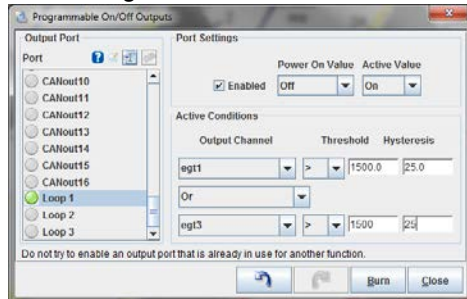 Programmable On/Off Outputs
Output Port
Port
CANout10
CANout11
CANout12
CANout13
CANout14
CANout15
CANout16
Loop 1
Loop 2
Loop 3
Port Settings
Power On Value Active Value
Enabled Off On
Active Conditions
Output Channel Threshold Hysteresis
egt1 > 1500.0 25.0
Or
egt3 > 1500 25
Do not try to enable an output port that is already in use for another function.
Burn Close